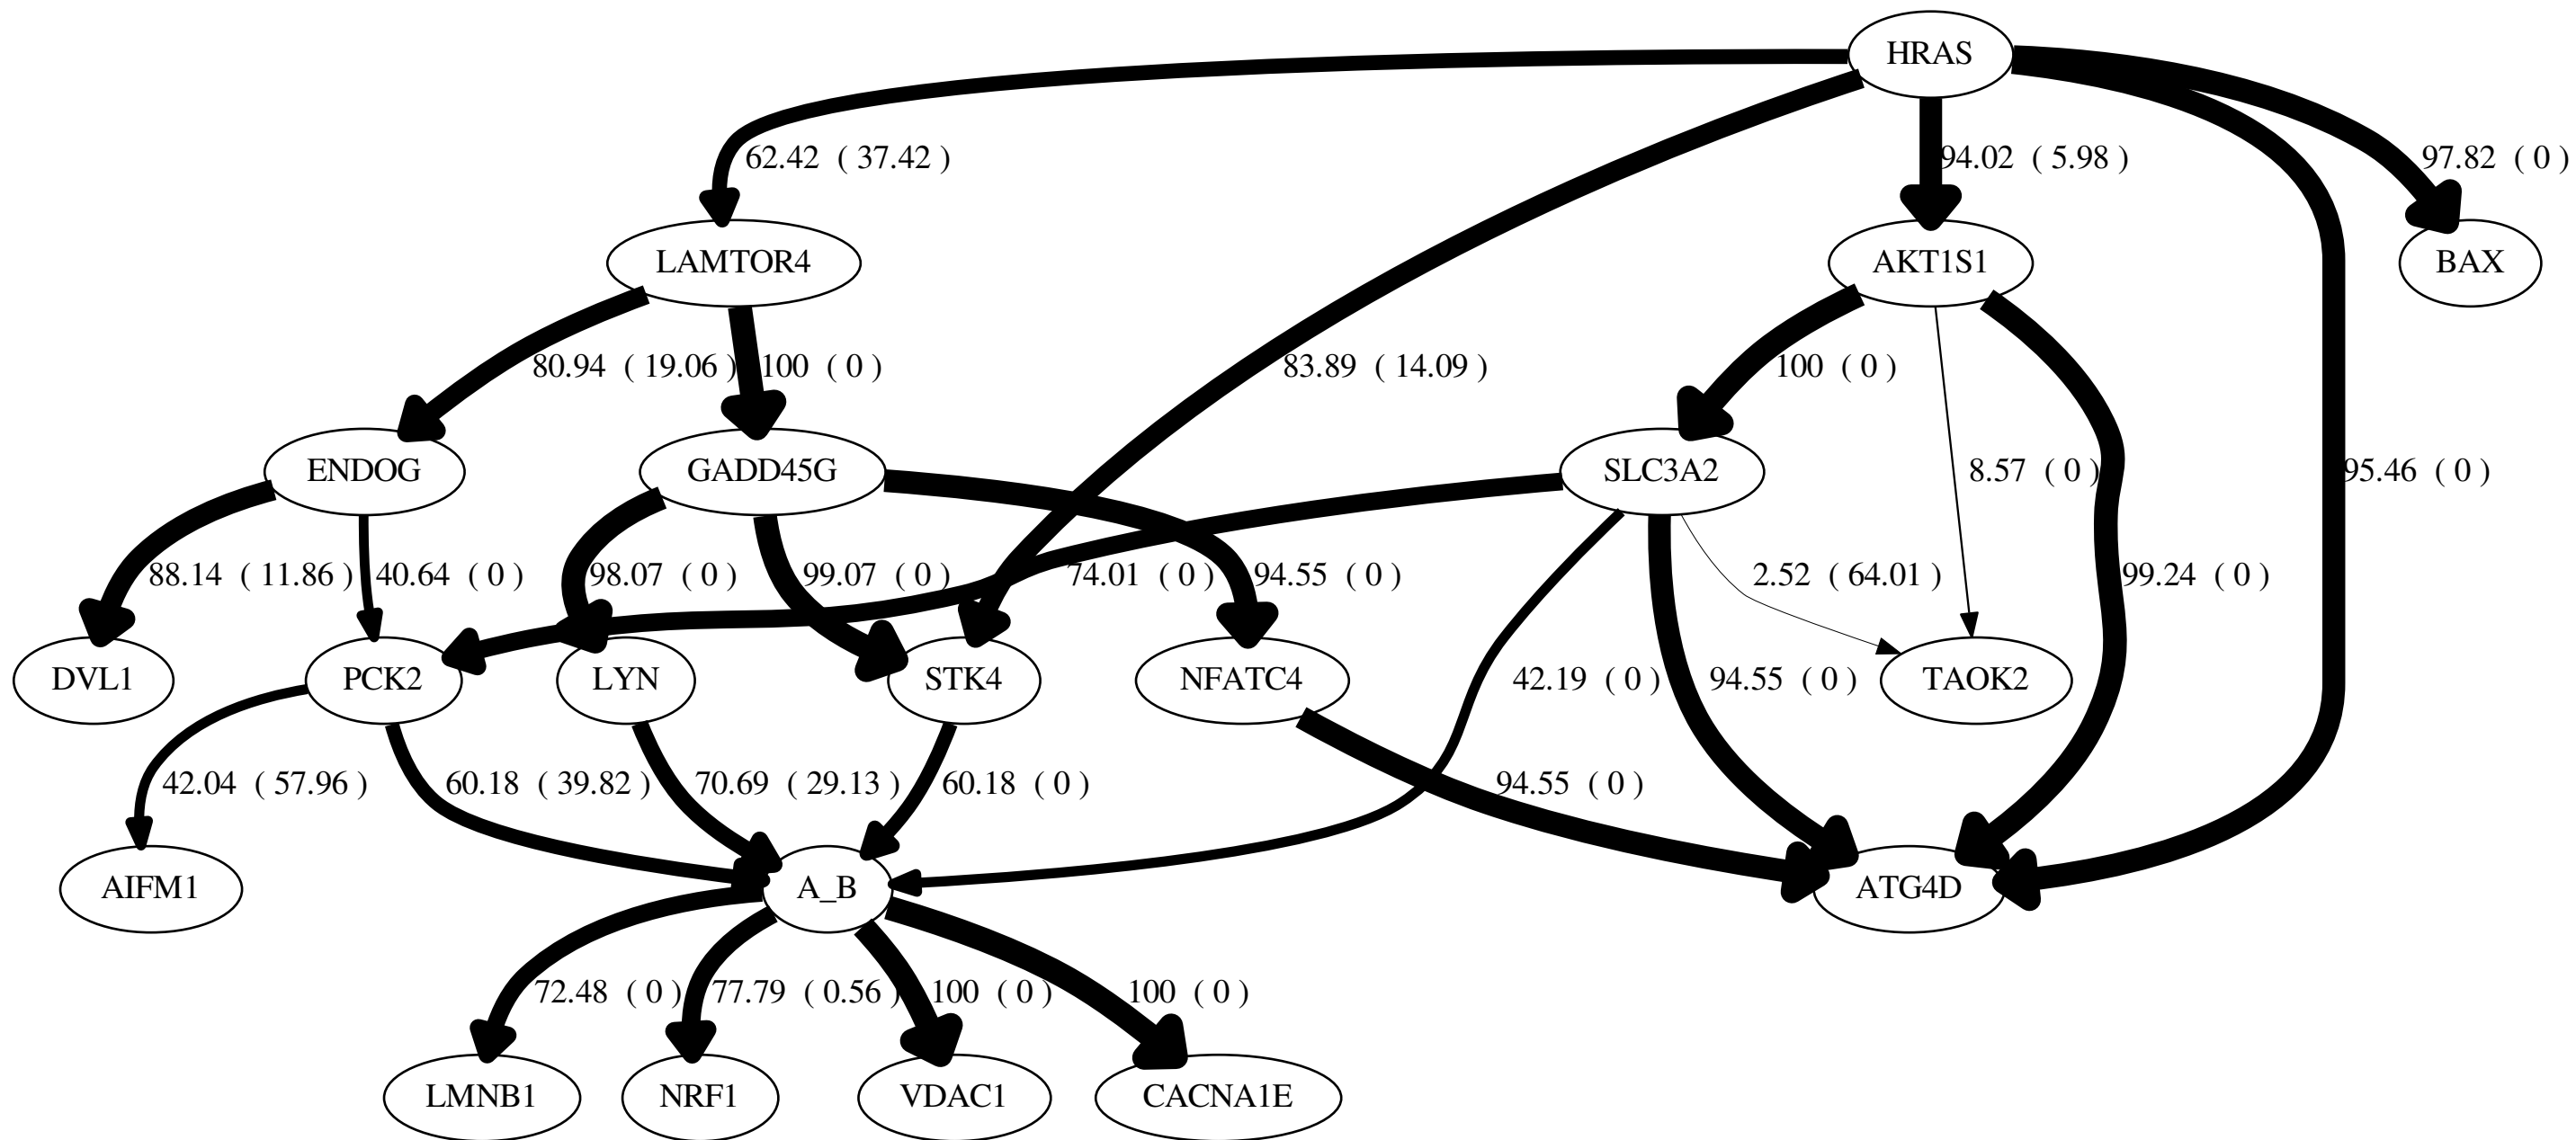 HRAS
62.42 ( 37.42 )
94.02 ( 5.98 )
97.82 ( 0 )
LAMTOR4
AKT1S1
BAX
80.94 ( 19.06 )
100 ( 0 )
83.89 ( 14.09 )
100 ( 0 )
ENDOG
GADD45G
SLC3A2
8.57 ( 0 )
95.46 ( 0 )
88.14 ( 11.86 )
40.64 ( 0 )
98.07 ( 0 )
99.07 ( 0 )
74.01 ( 0 )
94.55 ( 0 )
2.52 ( 64.01 )
99.24 ( 0 )
DVL1
PCK2
LYN
STK4
NFATC4
42.19 ( 0 )
94.55 ( 0 )
TAOK2
42.04 ( 57.96 )
60.18 ( 39.82 )
70.69 ( 29.13 )
60.18 ( 0 )
94.55 ( 0 )
AIFM1
A_B
ATG4D
72.48 ( 0 )
77.79 ( 0.56 )
100 ( 0 )
100 ( 0 )
LMNB1
NRF1
VDAC1
CACNA1E